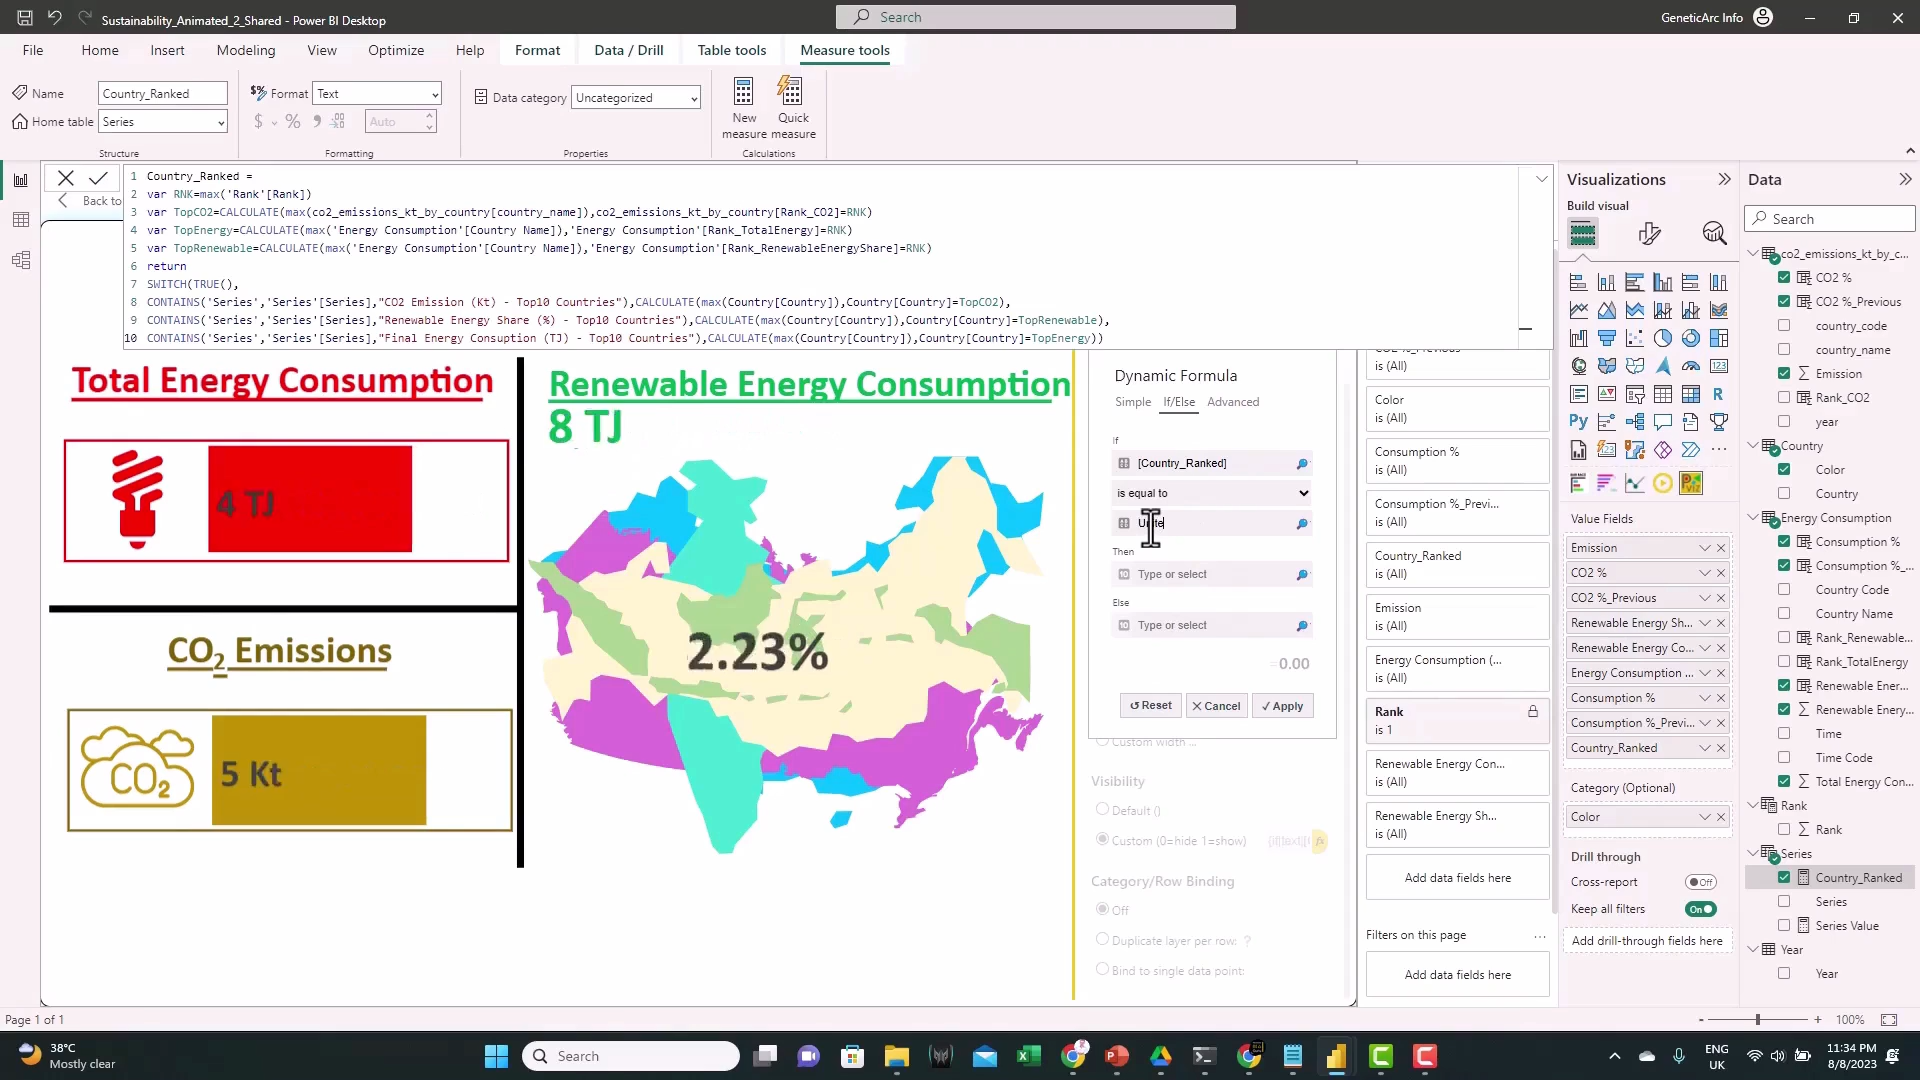 Sustainability_Animated_2_Shared - Power BI Desktop
Search
GeneticArc Info
File
Home
Insert
Modeling
View
Optimize
Help
Format
Data / Drill
Table tools
Measure tools
Name
Country_Ranked
Home table
Series
Structure
Format
Text
$
%
Auto
Formatting
Data category
Uncategorized
Properties
New measure
Quick measure
Calculations
Back to
1 Country_Ranked =
2 var RNK=max('Rank'[Rank])
3 var TopCO2=CALCULATE(max(co2_emissions_kt_by_country[country_name]),co2_emissions_kt_by_country[Rank_CO2]=RNK)
4 var TopEnergy=CALCULATE(max('Energy Consumption'[Country Name]),'Energy Consumption'[Rank_TotalEnergy]=RNK)
5 var TopRenewable=CALCULATE(max('Energy Consumption'[Country Name]),'Energy Consumption'[Rank_RenewableEnergyShare]=RNK)
6 return
7 SWITCH(TRUE(),
8 CONTAINS('Series','Series'[Series],"CO2 Emission (Kt) - Top10 Countries"),CALCULATE(max(Country[Country]),Country[Country]=TopCO2),
9 CONTAINS('Series','Series'[Series],"Renewable Energy Share (%) - Top10 Countries"),CALCULATE(max(Country[Country]),Country[Country]=TopRenewable),
10 CONTAINS('Series','Series'[Series],"Final Energy Consuption (TJ) - Top10 Countries"),CALCULATE(max(Country[Country]),Country[Country]=TopEnergy))
Total Energy Consumption
4 TJ
CO2 Emissions
CO2
5 Kt
Renewable Energy Consumption
8 TJ
2.23%
Dynamic Formula
Simple
If/Else
Advanced
If
[Country_Ranked]
is equal to
Then
Type or select
Else
Type or select
=0.00
Reset
Cancel
Apply
Custom width ...
Visibility
Default ()
Custom (0=hide 1=show)
fx
Category/Row Binding
Off
Duplicate layer per row: ?
Bind to single data point:
CO2 %_Previous
is (All)
Color
is (All)
Consumption %
is (All)
Consumption %_Previ...
is (All)
Country_Ranked
is (All)
Emission
is (All)
Energy Consumption (...
is (All)
Rank
is 1
Renewable Energy Con...
is (All)
Renewable Energy Sh...
is (All)
Add data fields here
Filters on this page
...
Add data fields here
Visualizations
Build visual
123
R
Py
...
Value Fields
Emission
CO2 %
CO2 %_Previous
Renewable Energy Sh...
Renewable Energy Co...
Energy Consumption ...
Consumption %
Consumption %_Previ...
Country_Ranked
Category (Optional)
Color
Drill through
Cross-report
Off
Keep all filters
On
Add drill-through fields here
Data
Search
co2_emissions_kt_by_c...
CO2 %
CO2 %_Previous
country_code
country_name
Emission
Rank_CO2
year
Country
Color
Country
Energy Consumption
Consumption %
Consumption %_...
Country Code
Country Name
Rank_Renewable...
Rank_TotalEnergy
Renewable Ener...
Renewable Energy...
Time
Time Code
Total Energy Con...
Rank
Rank
Series
Country_Ranked
Series
Series Value
Year
Year
Page 1 of 1
- + 100%
38°C
Mostly clear
Search
ENG
UK
11:34 PM
8/8/2023